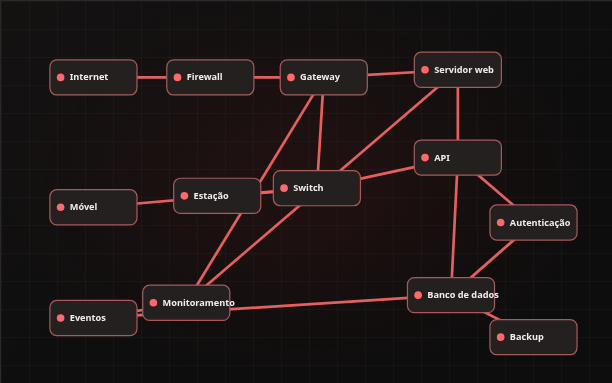 Internet
Firewall
Gateway
Servidor web
API
Estação
Switch
Móvel
Autenticação
Monitoramento
Banco de dados
Eventos
Backup